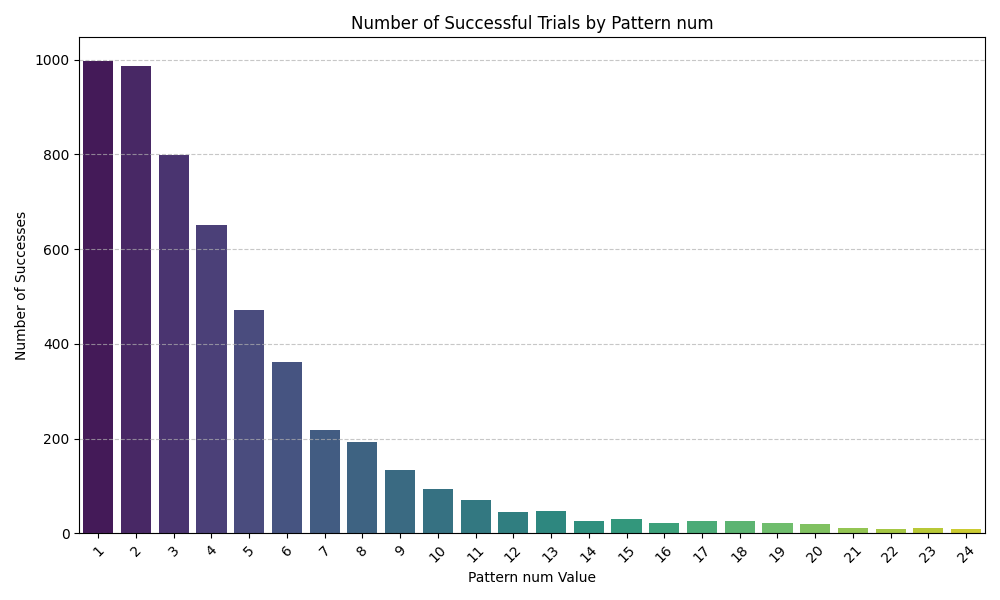 Number of Successful Trials by Pattern num
Number of Successes
1000
800
600
400
200
0
1 2 3 4 5 6 7 8 9 10 11 12 13 14 15 16 17 18 19 20 21 22 23 24
Pattern num Value